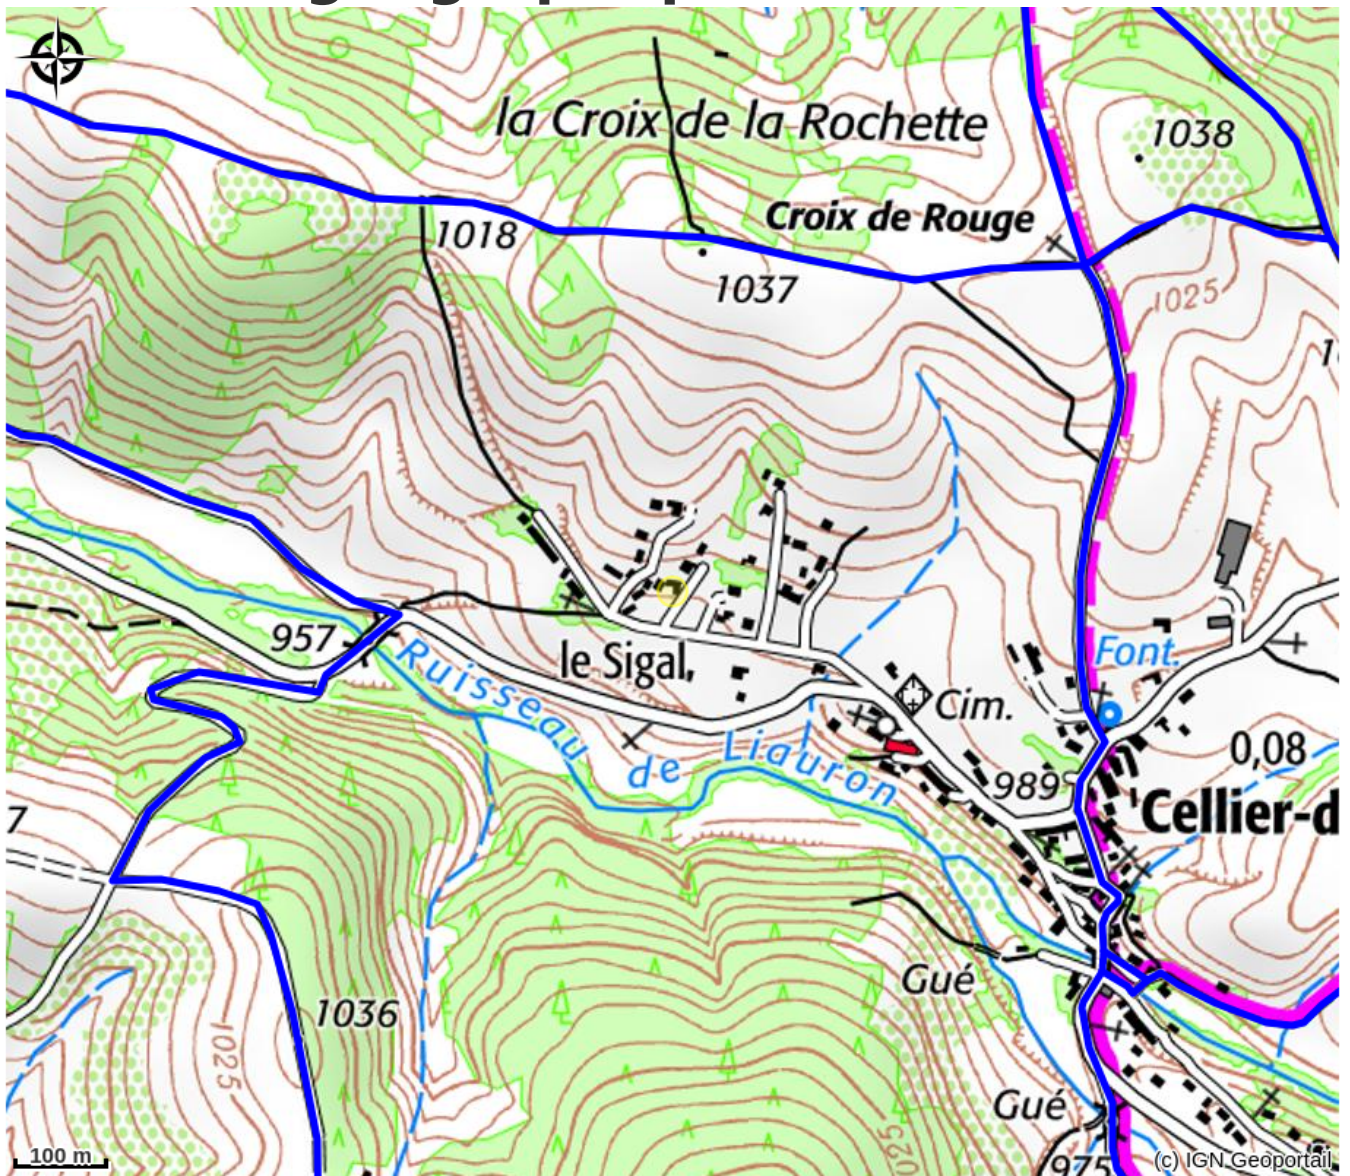 la Croix de la Rochette
1038
Croix de Rouge
1018
1037
1025
957
Font.
le Sigal
Ruisseau de Liauron
Cim.
0,08
989
Cellier-d
7
Gué
1036
1025
Gué
975
100 m
(c) IGN Geoportail